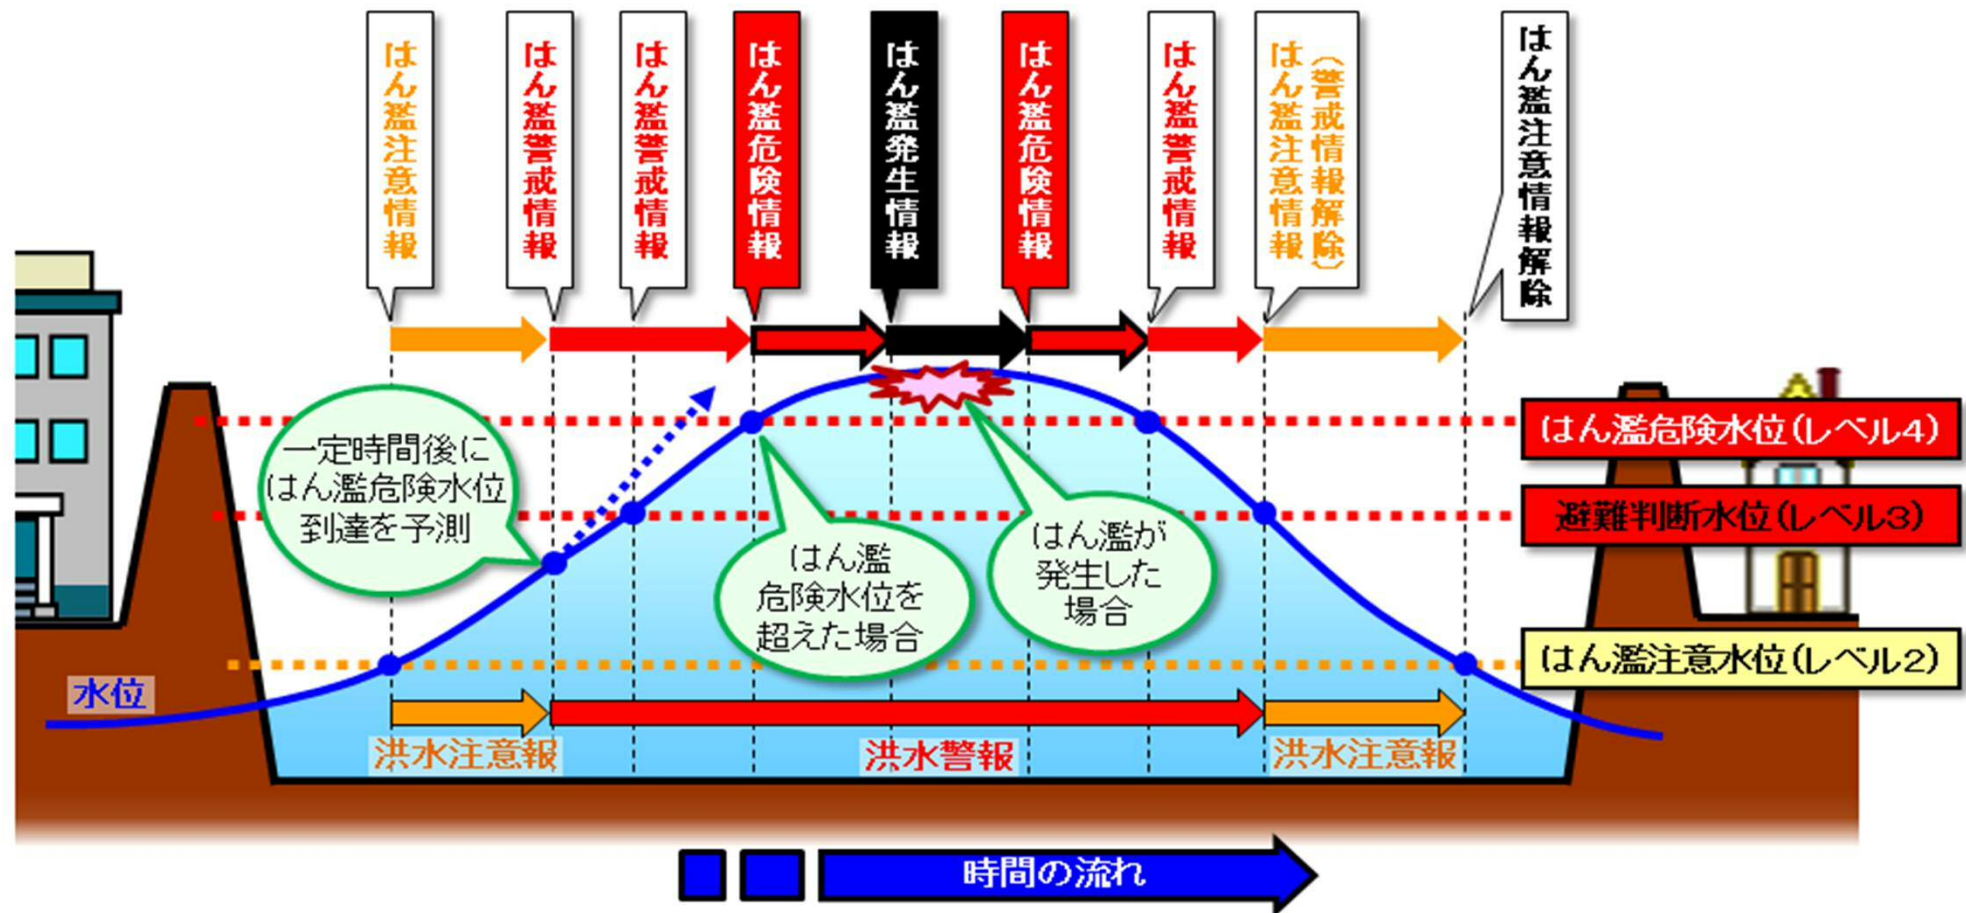 はん濫注意情報
はん濫警戒情報
はん濫警戒情報
はん濫危険情報
はん濫発生情報
はん濫危険情報
はん濫警戒情報
はん濫注意情報
（警戒情報解除）
はん濫注意情報解除
一定時間後に
はん濫危険水位
到達を予測
はん濫
危険水位を
超えた場合
はん濫が
発生した
場合
はん濫危険水位(レベル4)
避難判断水位(レベル3)
はん濫注意水位(レベル2)
水位
洪水注意報
洪水警報
洪水注意報
時間の流れ